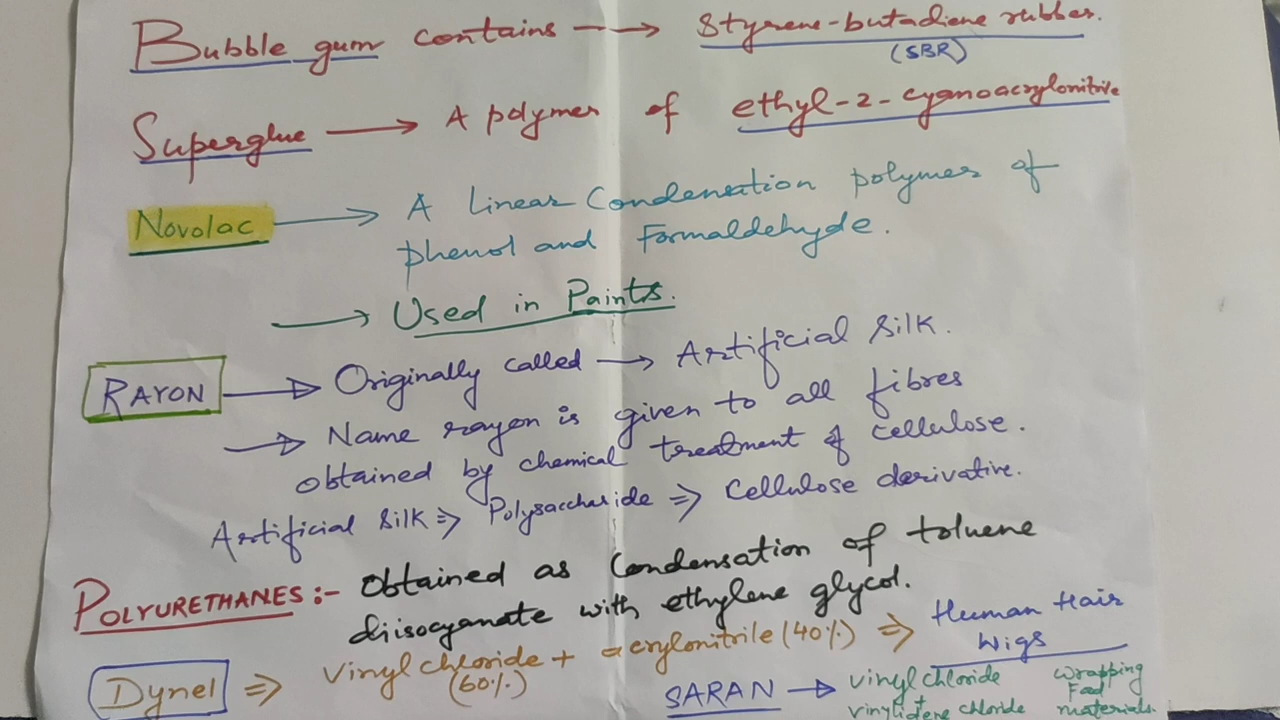 Bubble gum contains → Styrene-butadiene rubber.
(SBR)
Superglue → A polymer of ethyl-2-cyanoacrylonitrile
Novolac → A Linear Condensation polymer of
phenol and Formaldehyde.
→ Used in Paints.
RAYON → Originally called → Artificial Silk.
→ Name rayon is given to all fibres
obtained by chemical treatment of cellulose.
Artificial Silk ⇒ Polysaccharide ⇒ Cellulose derivative.
POLYURETHANES :- Obtained as Condensation of toluene
diisocyanate with ethylene glycol.
Dynel ⇒ Vinyl chloride + acrylonitrile (40%) ⇒ Human Hair
(60%) Wigs
SARAN → vinyl chloride wrapping
+ Food
vinylidene chloride materials.